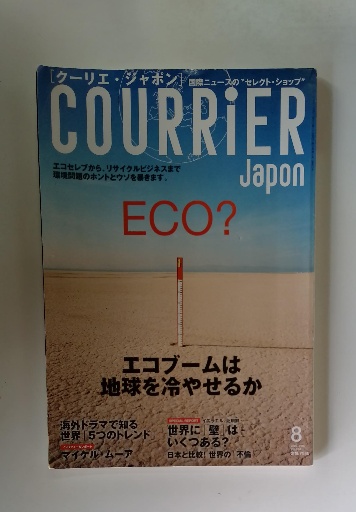 [クーリエ・ジャポン] 国際ニュースの"セレクト・ショップ"
COURRiER
Japon
エコセレブから、リサイクルビジネスまで
環境問題のホントとウソを暴きます。
ECO?
エコブームは
地球を冷やせるか
海外ドラマで知る
世界「5つのトレンド」
マイケル・ムーア
世界に「壁」は
いくつある?
日本と比較! 世界の「不倫」
8